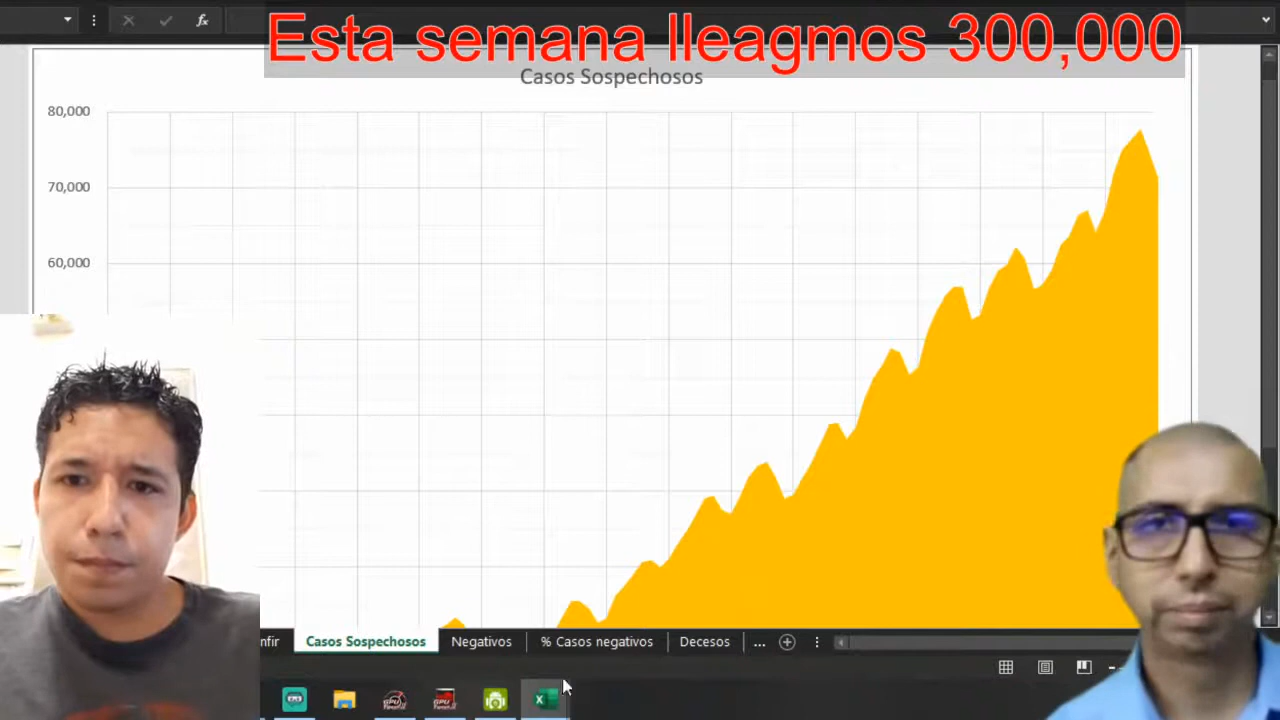 Esta semana lleagmos 300,000
Casos Sospechosos
80,000
70,000
60,000
nfir Casos Sospechosos Negativos % Casos negativos Decesos ...